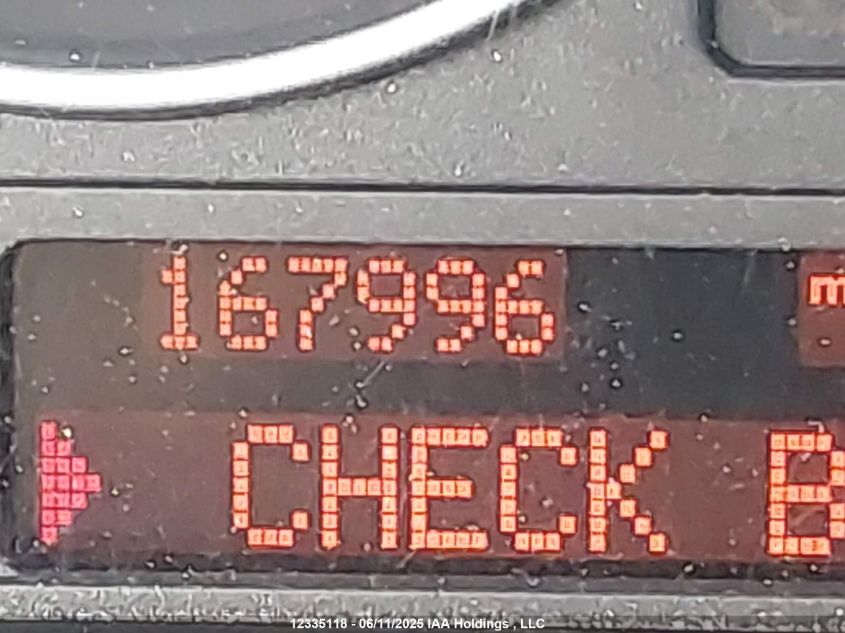 167996 m
CHECK B
12335118 - 06/11/2025 IAA Holdings , LLC